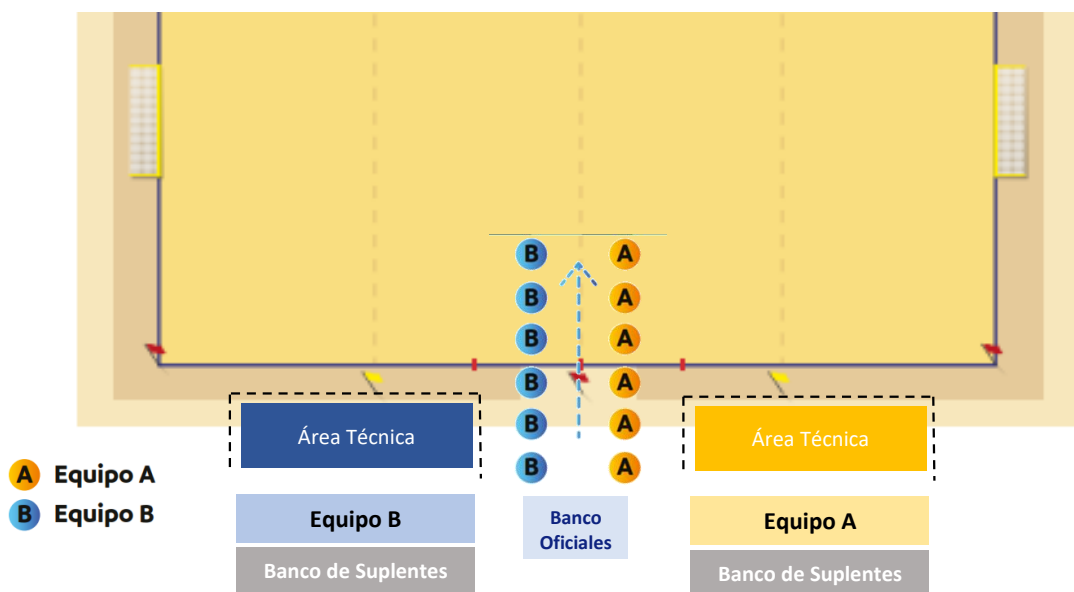 B A
B A
B A
B A
B A
B A
Área Técnica
Área Técnica
A Equipo A
B Equipo B
Equipo B
Banco
Oficiales
Equipo A
Banco de Suplentes
Banco de Suplentes